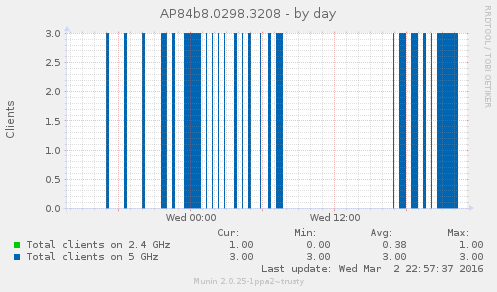 AP84b8.0298.3208 - by day
RRDTOOL / TOBI OETIKER
3.0
2.5
2.0
1.5
1.0
0.5
0.0
Clients
Wed 00:00 Wed 12:00
Cur: Min: Avg: Max:
Total clients on 2.4 GHz 1.00 0.00 0.38 1.00
Total clients on 5 GHz 3.00 3.00 3.00 3.00
Last update: Wed Mar 2 22:57:37 2016
Munin 2.0.25-1ppa2~trusty